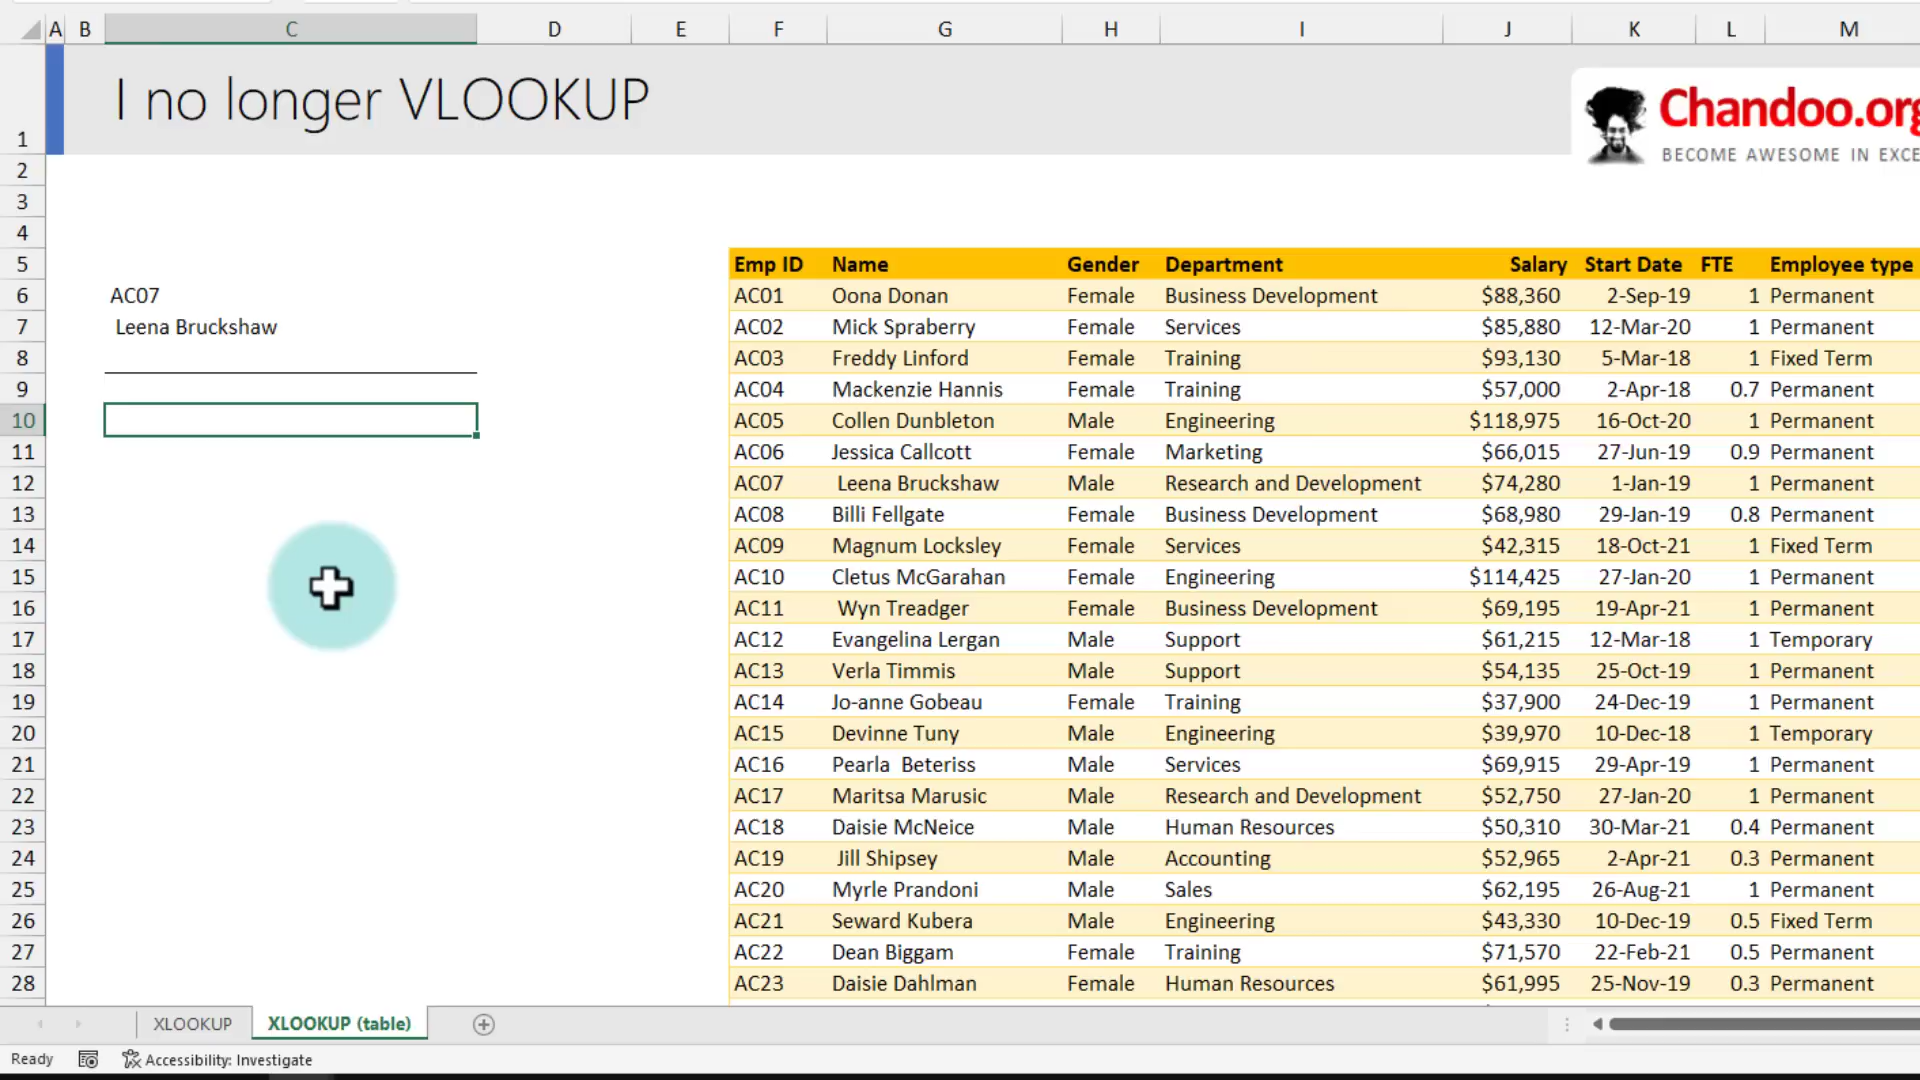 A B C D E F G H I J K L M
1 I no longer VLOOKUP
Chandoo.org
BECOME AWESOME IN EXCE
2
3
4
5 Emp ID Name Gender Department Salary Start Date FTE Employee type
6 AC07 AC01 Oona Donan Female Business Development $88,360 2-Sep-19 1 Permanent
7 Leena Bruckshaw AC02 Mick Spraberry Female Services $85,880 12-Mar-20 1 Permanent
8 AC03 Freddy Linford Female Training $93,130 5-Mar-18 1 Fixed Term
9 AC04 Mackenzie Hannis Female Training $57,000 2-Apr-18 0.7 Permanent
10 AC05 Collen Dunbleton Male Engineering $118,975 16-Oct-20 1 Permanent
11 AC06 Jessica Callcott Female Marketing $66,015 27-Jun-19 0.9 Permanent
12 AC07 Leena Bruckshaw Male Research and Development $74,280 1-Jan-19 1 Permanent
13 AC08 Billi Fellgate Female Business Development $68,980 29-Jan-19 0.8 Permanent
14 AC09 Magnum Locksley Female Services $42,315 18-Oct-21 1 Fixed Term
15 AC10 Cletus McGarahan Female Engineering $114,425 27-Jan-20 1 Permanent
16 AC11 Wyn Treadger Female Business Development $69,195 19-Apr-21 1 Permanent
17 AC12 Evangelina Lergan Male Support $61,215 12-Mar-18 1 Temporary
18 AC13 Verla Timmis Male Support $54,135 25-Oct-19 1 Permanent
19 AC14 Jo-anne Gobeau Female Training $37,900 24-Dec-19 1 Permanent
20 AC15 Devinne Tuny Male Engineering $39,970 10-Dec-18 1 Temporary
21 AC16 Pearla  Beteriss Male Services $69,915 29-Apr-19 1 Permanent
22 AC17 Maritsa Marusic Male Research and Development $52,750 27-Jan-20 1 Permanent
23 AC18 Daisie McNeice Male Human Resources $50,310 30-Mar-21 0.4 Permanent
24 AC19 Jill Shipsey Male Accounting $52,965 2-Apr-21 0.3 Permanent
25 AC20 Myrle Prandoni Male Sales $62,195 26-Aug-21 1 Permanent
26 AC21 Seward Kubera Male Engineering $43,330 10-Dec-19 0.5 Fixed Term
27 AC22 Dean Biggam Female Training $71,570 22-Feb-21 0.5 Permanent
28 AC23 Daisie Dahlman Female Human Resources $61,995 25-Nov-19 0.3 Permanent
XLOOKUP XLOOKUP (table)
Ready Accessibility: Investigate